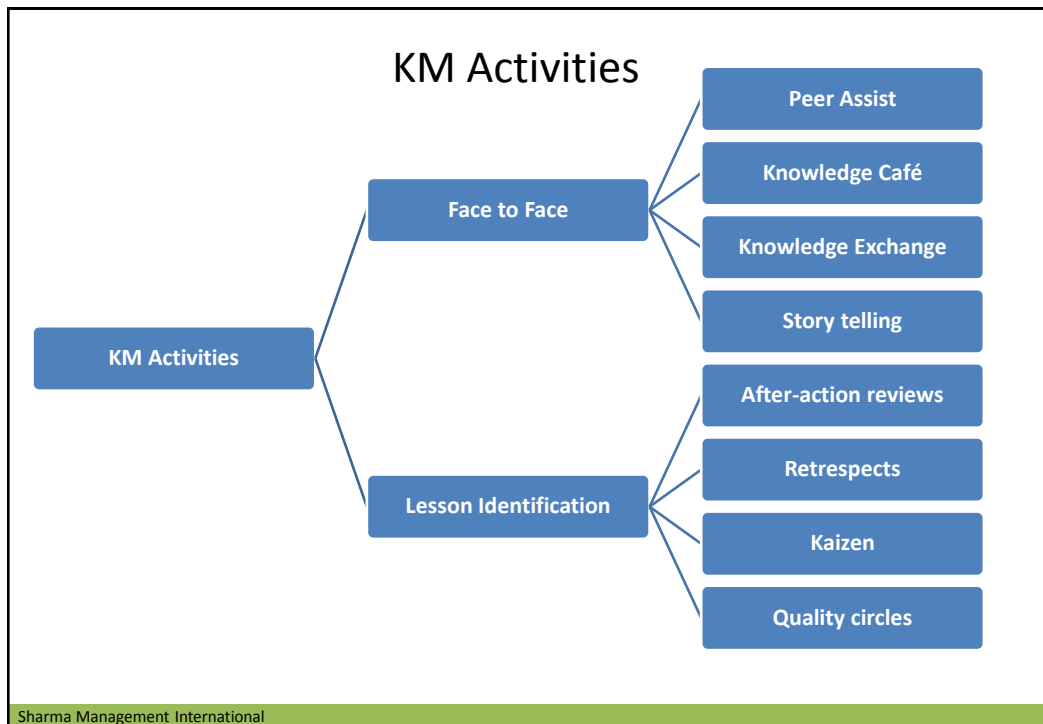 KM Activities
KM Activities
Face to Face
Peer Assist
Knowledge Café
Knowledge Exchange
Story telling
Lesson Identification
After-action reviews
Retrespects
Kaizen
Quality circles
Sharma Management International